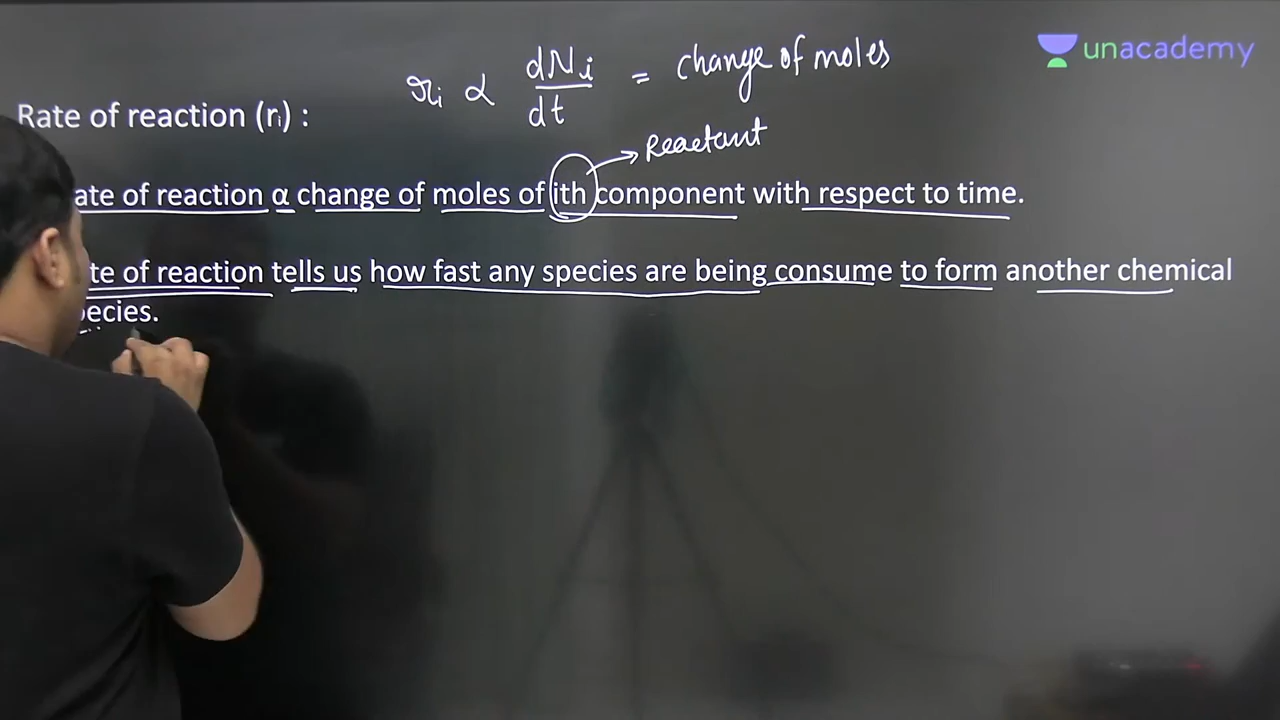 rᵢ α dNᵢ/dt = change of moles
unacademy
Rate of reaction (rᵢ) :
Reactant
ate of reaction α change of moles of ith component with respect to time.
te of reaction tells us how fast any species are being consume to form another chemical
pecies.